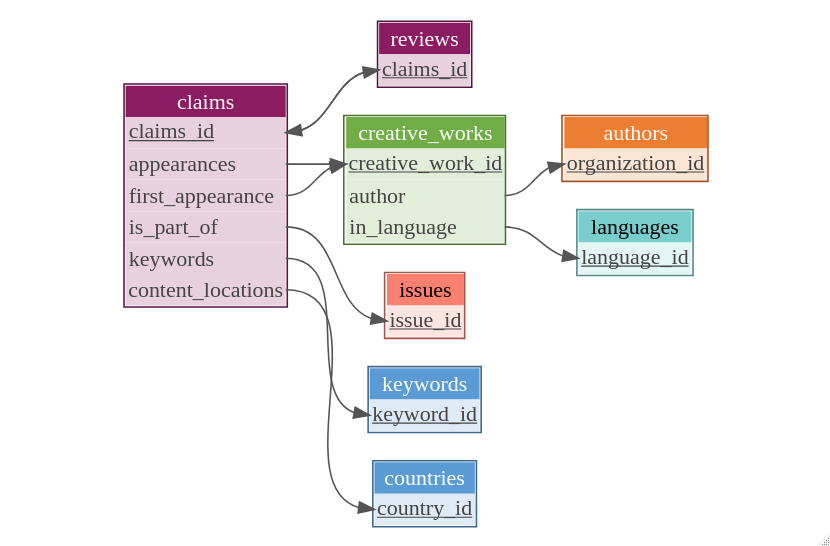 reviews
claims_id
claims
claims_id
appearances
first_appearance
is_part_of
keywords
content_locations
creative_works
creative_work_id
author
in_language
authors
organization_id
languages
language_id
issues
issue_id
keywords
keyword_id
countries
country_id